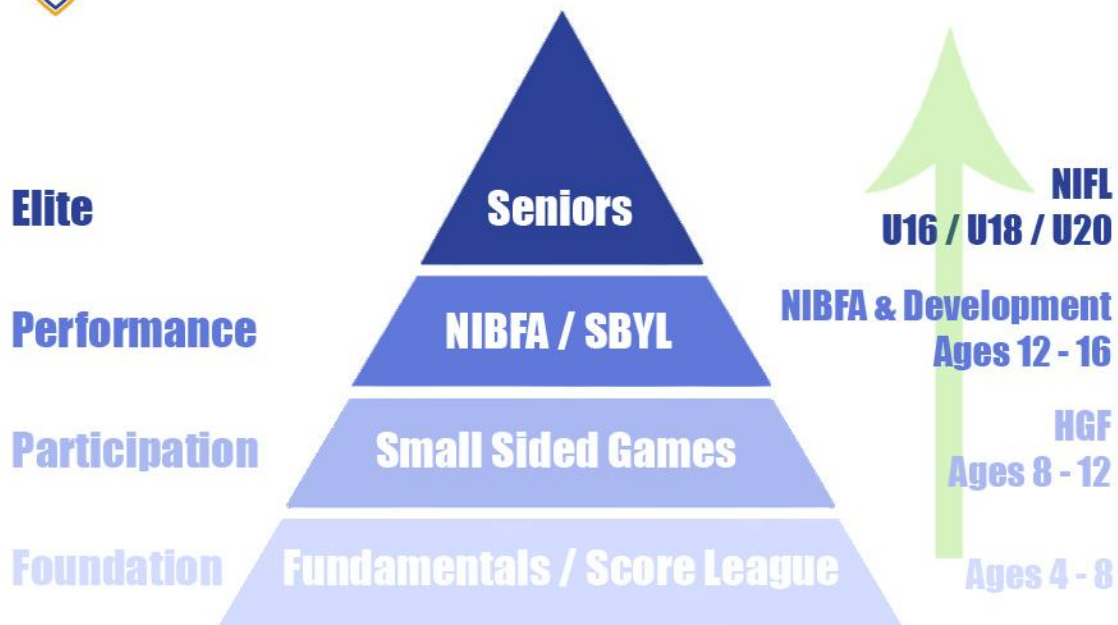 Elite
Seniors
NIFL
U16 / U18 / U20
Performance
NIBFA / SBYL
NIBFA & Development
Ages 12 - 16
Participation
Small Sided Games
HGF
Ages 8 - 12
Foundation
Fundamentals / Score League
Ages 4 - 8